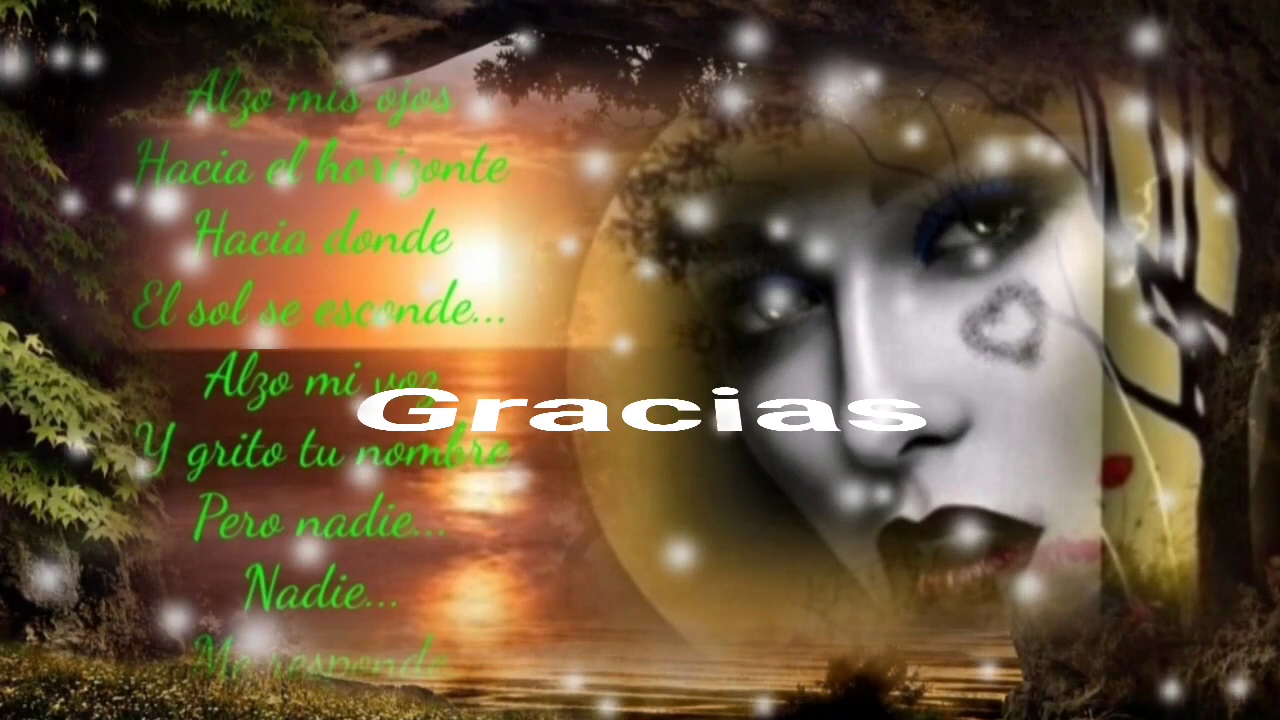 Alzo mis ojos
Hacia el horizonte
Hacia donde
El sol se esconde...
Alzo mi voz
Gracias
Y grito tu nombre
Pero nadie...
Nadie...
Me responde